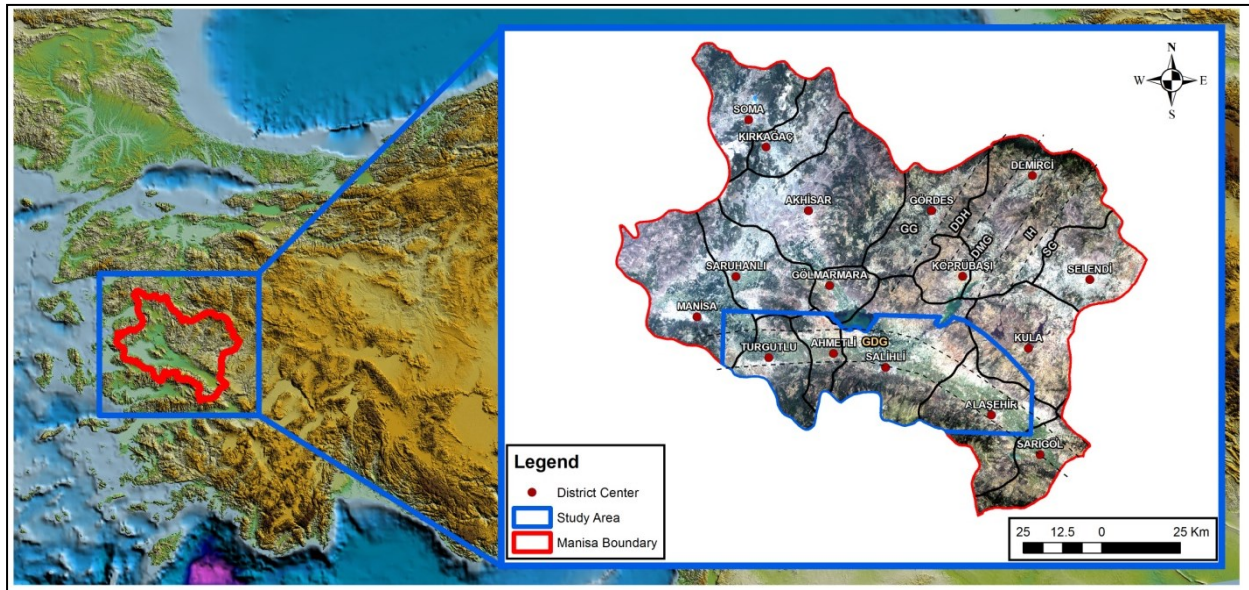 N
W E
S
SOMA
KIRKAĞAÇ
DEMİRCİ
AKHİSAR
GÖRDES
GG
DDH
DMG
IH
SG
SARUHANLI
GÖLMARMARA
KÖPRÜBAŞI
SELENDİ
MANİSA
TURGUTLU
AHMETLİ
GDG
SALİHLİ
KULA
ALAŞEHİR
SARIGÖL
Legend
District Center
Study Area
Manisa Boundary
25 12.5 0 25 Km